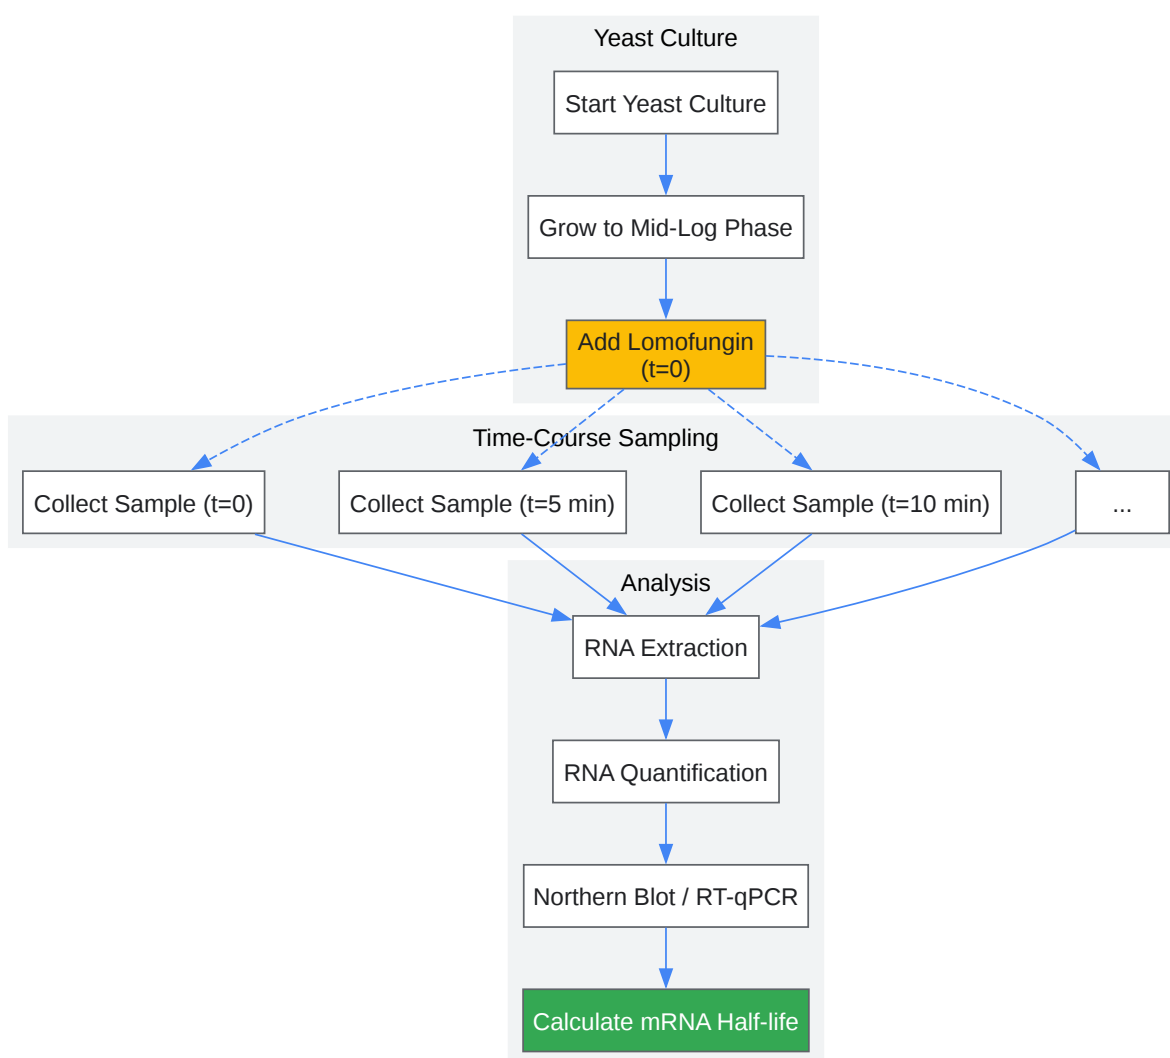 Yeast Culture
Start Yeast Culture
Grow to Mid-Log Phase
Add Lomofungin
(t=0)
Time-Course Sampling
Collect Sample (t=0)
Collect Sample (t=5 min)
Collect Sample (t=10 min)
...
Analysis
RNA Extraction
RNA Quantification
Northern Blot / RT-qPCR
Calculate mRNA Half-life